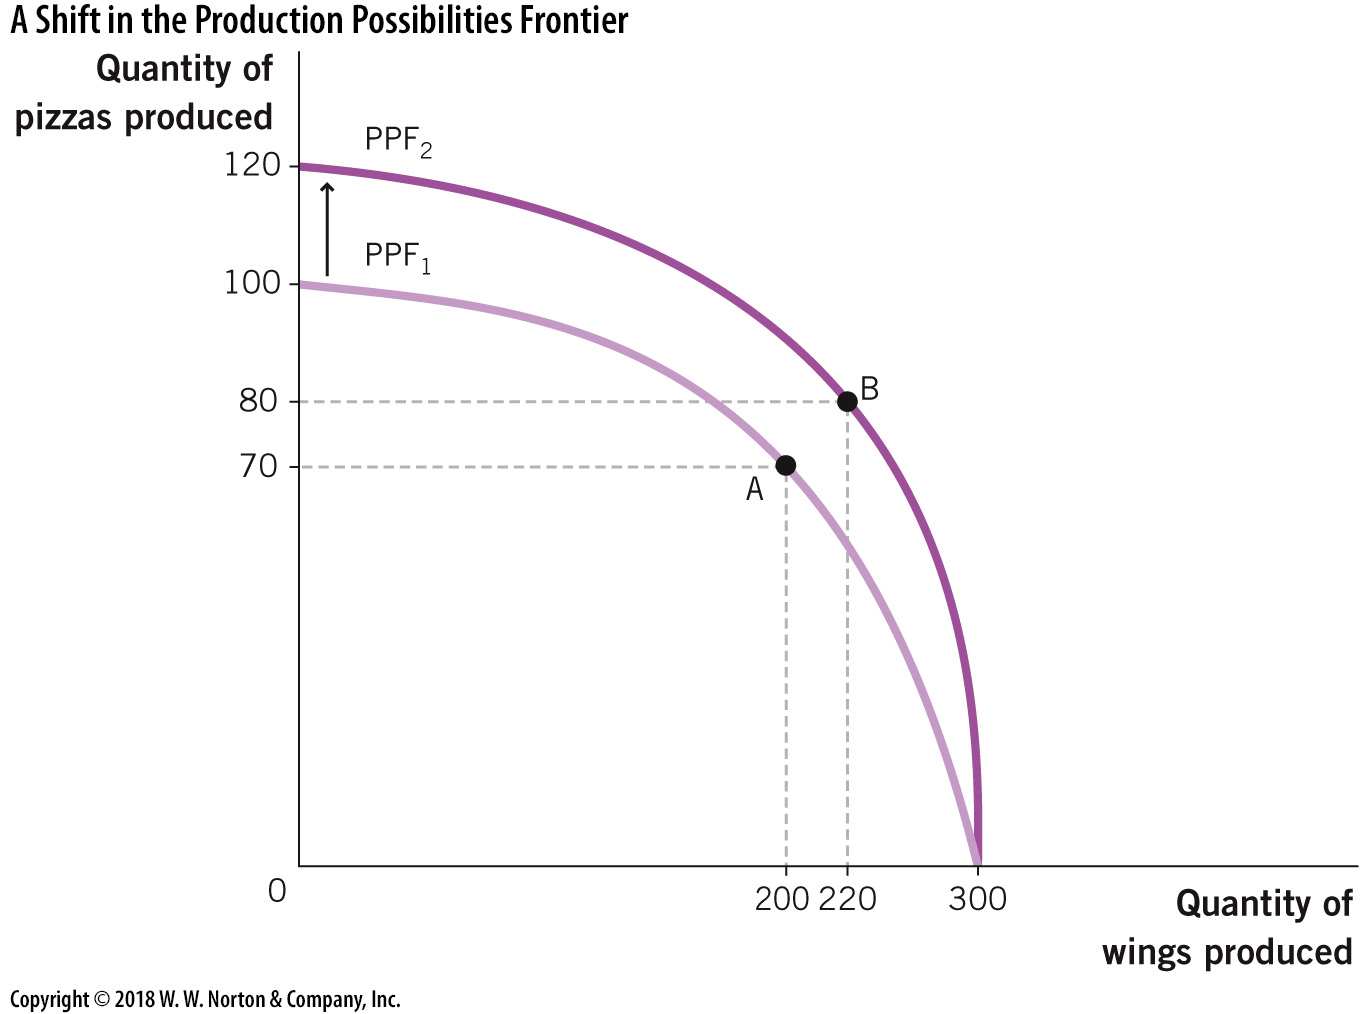 A Shift in the Production Possibilities Frontier
Quantity of
pizzas produced
PPF₂
120
PPF₁
100
80
B
70
A
0
200 220 300
Quantity of
wings produced
Copyright © 2018 W. W. Norton & Company, Inc.